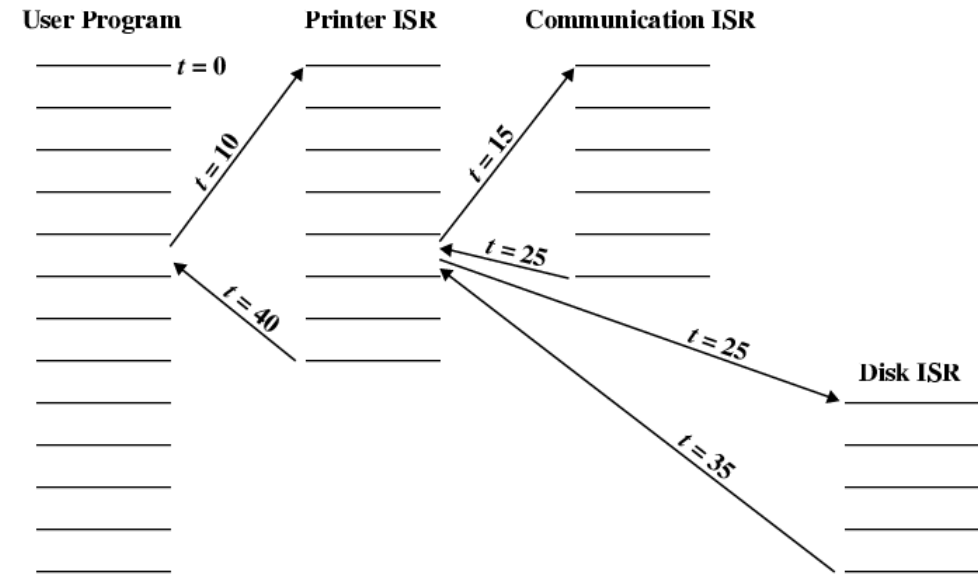 User Program
Printer ISR
Communication ISR
t = 0
t = 10
t = 15
t = 25
t = 40
t = 25
Disk ISR
t = 35